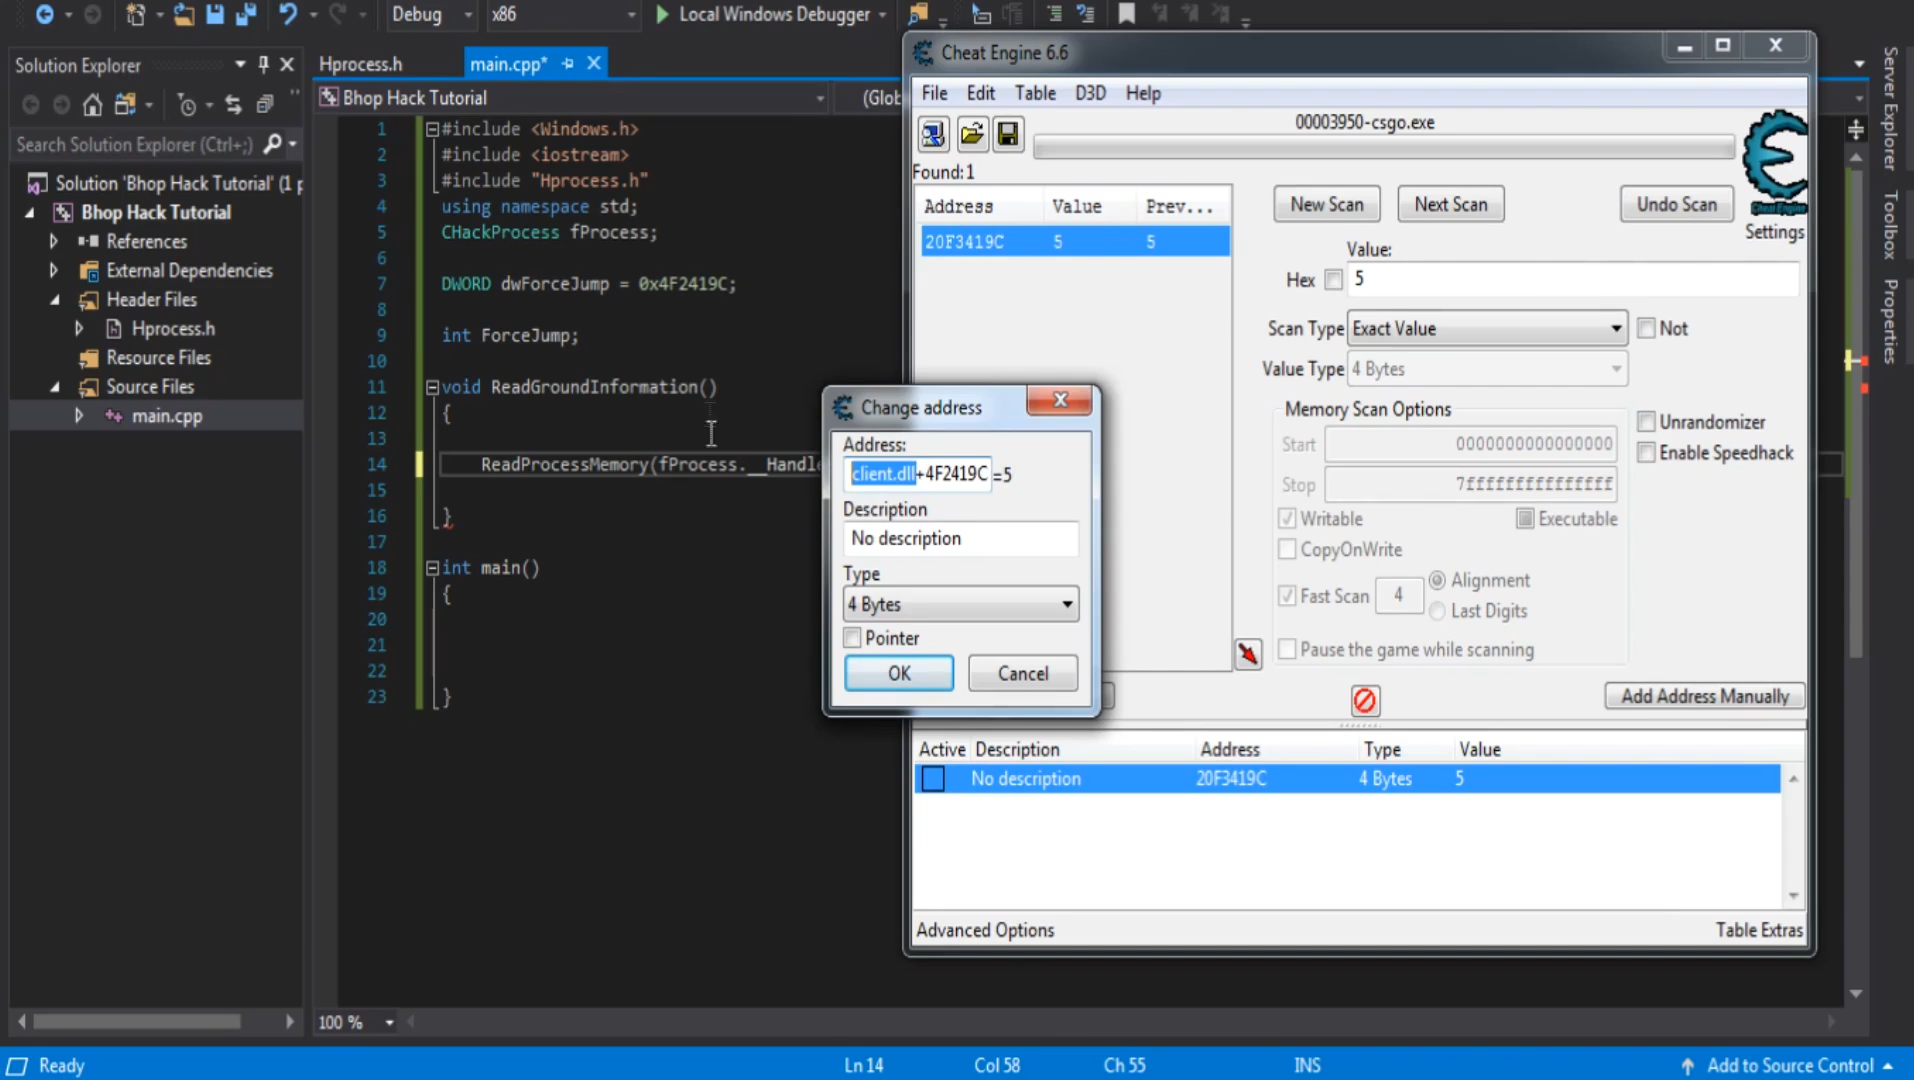 Debug
x86
Local Windows Debugger
Solution Explorer
Search Solution Explorer (Ctrl+;)
Solution 'Bhop Hack Tutorial' (1 p
Bhop Hack Tutorial
References
External Dependencies
Header Files
Hprocess.h
Resource Files
Source Files
main.cpp
Hprocess.h
main.cpp*
Bhop Hack Tutorial
(Glob
1 #include <Windows.h>
2 #include <iostream>
3 #include "Hprocess.h"
4 using namespace std;
5 CHackProcess fProcess;
6
7 DWORD dwForceJump = 0x4F2419C;
8
9 int ForceJump;
10
11 void ReadGroundInformation()
12 {
13
14 ReadProcessMemory(fProcess.__Handle
15
16 }
17
18 int main()
19 {
20
21
22
23 }
100 %
Cheat Engine 6.6
File Edit Table D3D Help
00003950-csgo.exe
Found:1
Address Value Prev...
20F3419C 5 5
New Scan
Next Scan
Undo Scan
Cheat Engine
Settings
Value:
Hex 5
Scan Type Exact Value
Not
Value Type 4 Bytes
Memory Scan Options
Start 0000000000000000
Stop 7fffffffffffffff
Writable
Executable
CopyOnWrite
Fast Scan 4
Alignment
Last Digits
Pause the game while scanning
Unrandomizer
Enable Speedhack
Add Address Manually
Active Description Address Type Value
No description 20F3419C 4 Bytes 5
Advanced Options
Table Extras
Change address
Address:
client.dll+4F2419C =5
Description
No description
Type
4 Bytes
Pointer
OK
Cancel
Server Explorer
Toolbox
Properties
Ready
Ln 14
Col 58
Ch 55
INS
Add to Source Control